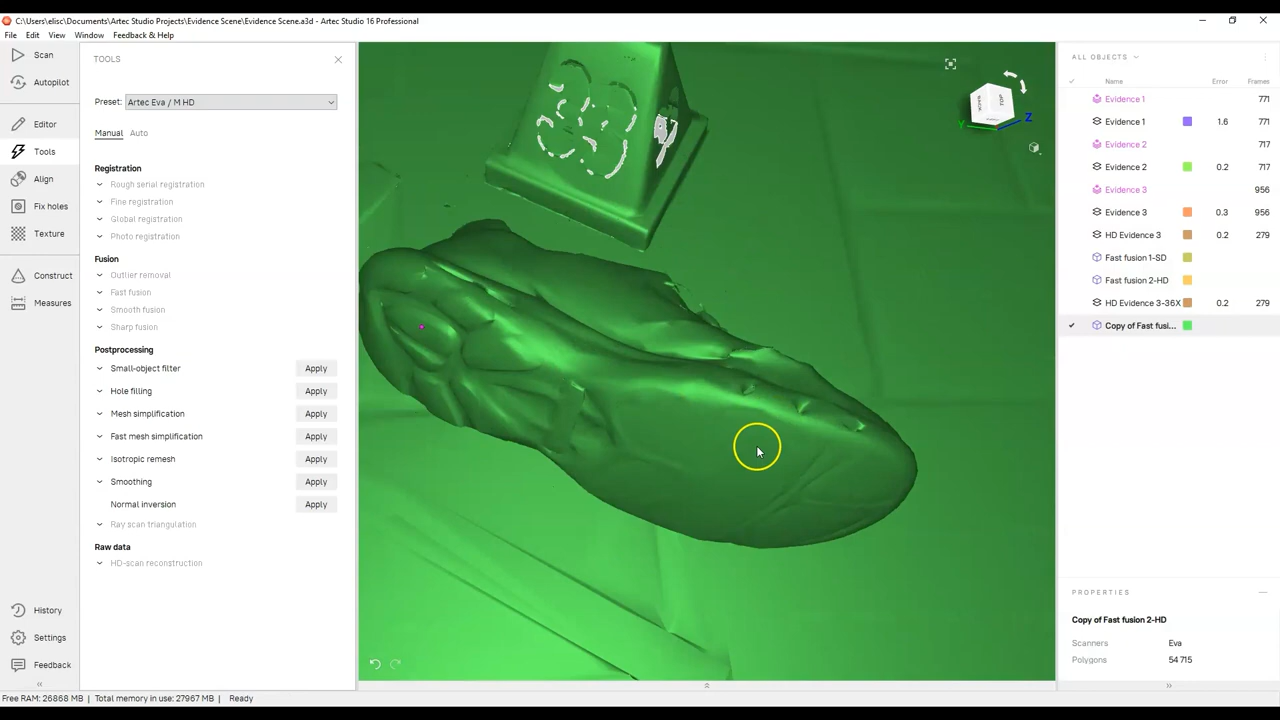 C:\Users\elisc\Documents\Artec Studio Projects\Evidence Scene\Evidence Scene.a3d - Artec Studio 16 Professional
File Edit View Window Feedback & Help
Scan
Autopilot
Editor
Tools
Align
Fix holes
Texture
Construct
Measures
History
Settings
Feedback
TOOLS
Preset: Artec Eva / M HD
Manual Auto
Registration
Rough serial registration
Fine registration
Global registration
Photo registration
Fusion
Outlier removal
Fast fusion
Smooth fusion
Sharp fusion
Postprocessing
Small-object filter Apply
Hole filling Apply
Mesh simplification Apply
Fast mesh simplification Apply
Isotropic remesh Apply
Smoothing Apply
Normal inversion Apply
Ray scan triangulation
Raw data
HD-scan reconstruction
Y Z
ALL OBJECTS
Name Error Frames
Evidence 1 771
Evidence 1 1.6 771
Evidence 2 717
Evidence 2 0.2 717
Evidence 3 956
Evidence 3 0.3 956
HD Evidence 3 0.2 279
Fast fusion 1-SD
Fast fusion 2-HD
HD Evidence 3-36X 0.2 279
Copy of Fast fusi...
PROPERTIES
Copy of Fast fusion 2-HD
Scanners Eva
Polygons 54 715
Free RAM: 26868 MB | Total memory in use: 27967 MB | Ready